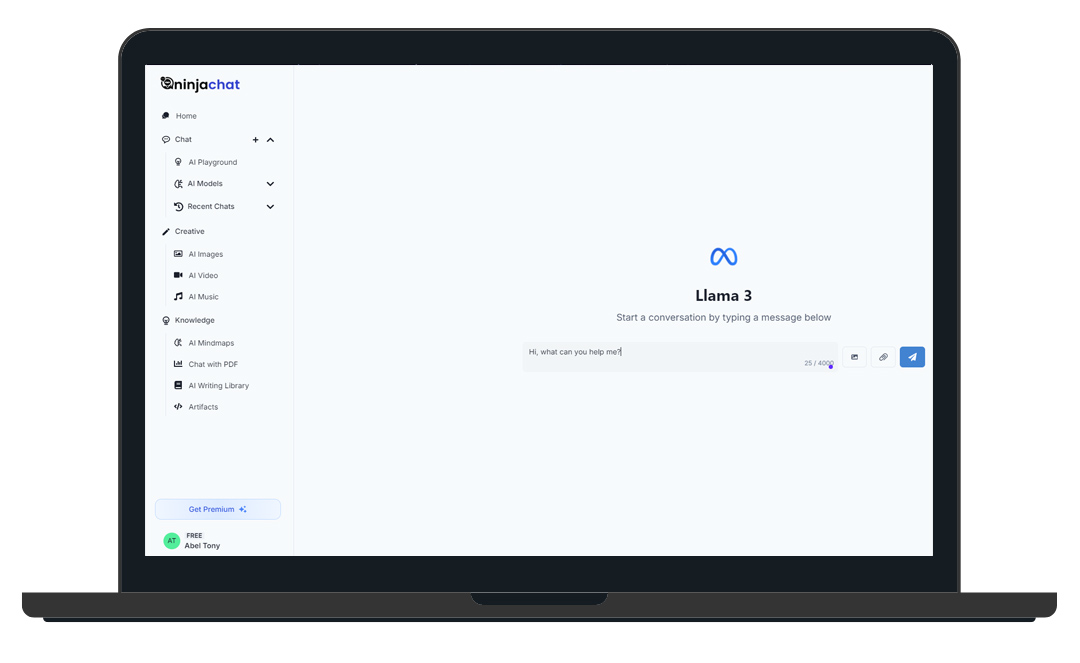 ninjachat
Home
Chat
AI Playground
AI Models
Recent Chats
Creative
AI Images
AI Video
AI Music
Knowledge
AI Mindmaps
Chat with PDF
AI Writing Library
Artifacts
Get Premium
AT
FREE
Abel Tony
Llama 3
Start a conversation by typing a message below
Hi, what can you help me?
25 / 4000